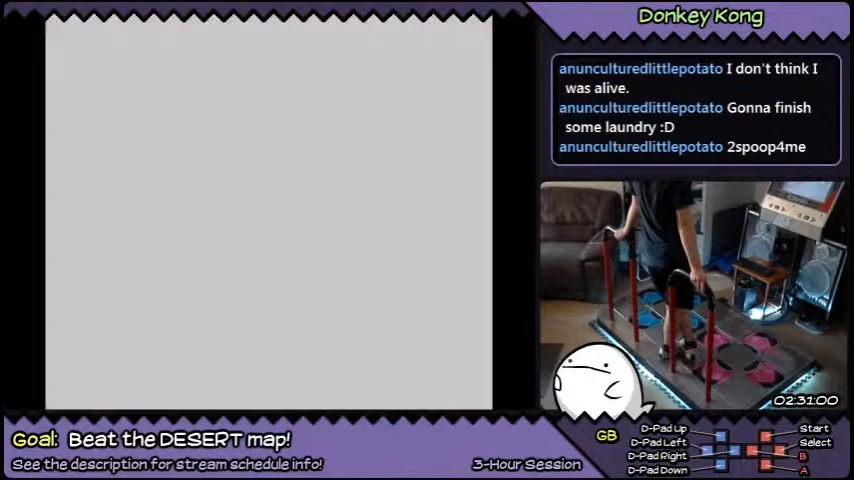 Donkey Kong
anunculturedlittlepotato I don't think I
was alive.
anunculturedlittlepotato Gonna finish
some laundry :D
anunculturedlittlepotato 2spoop4me
02:31:00
Goal: Beat the DESERT map!
See the description for stream schedule info!
3-Hour Session
GB
D-Pad Up
D-Pad Left
D-Pad Right
D-Pad Down
Start
Select
B
A